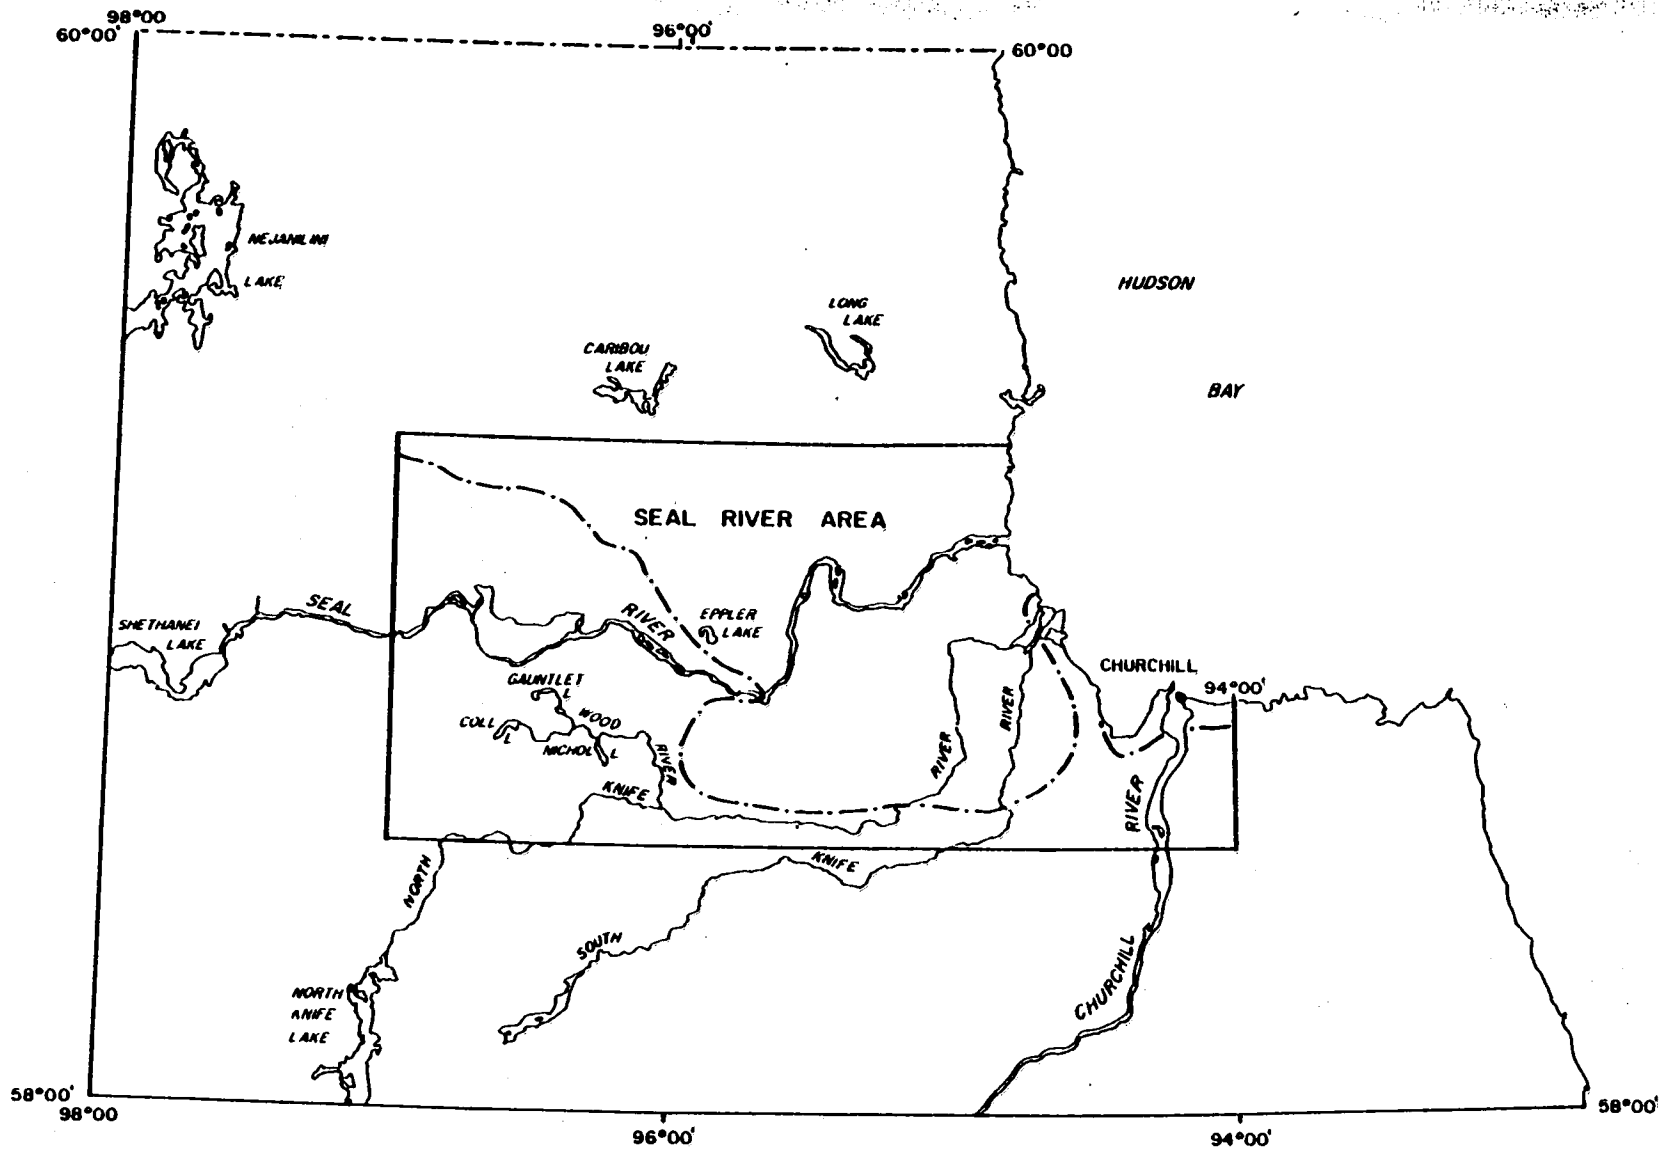 98°00
60°00'
96°00'
60°00
NEJANILINI
LAKE
HUDSON
LONG
LAKE
CARIBOU
LAKE
BAY
SEAL RIVER AREA
SEAL
RIVER
EPPLER
LAKE
SHETHANEI
LAKE
CHURCHILL
94°00'
GAUNTLET
L
COLL
L
WOOD
NICHOL L
RIVER
RIVER
RIVER
KNIFE
RIVER
KNIFE
NORTH
SOUTH
CHURCHILL
NORTH
KNIFE
LAKE
58°00'
98°00
96°00'
94°00'
58°00'